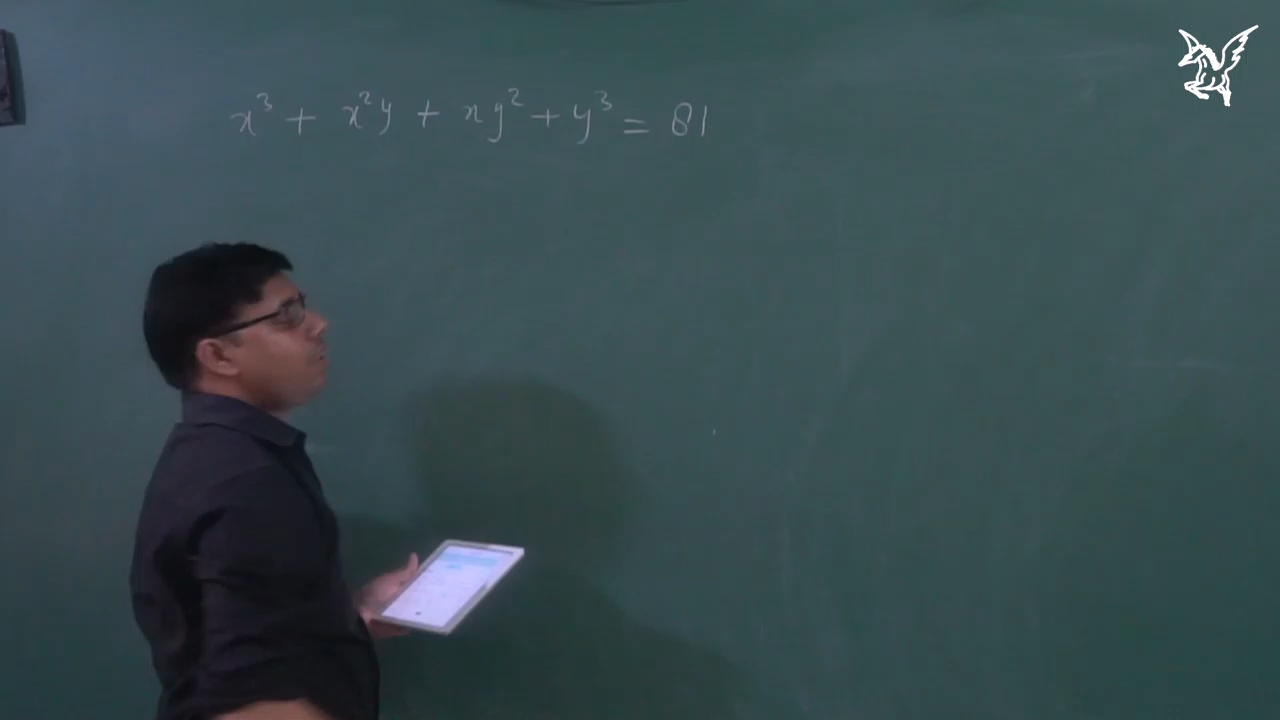 x³ + x²y + xy² + y³ = 81